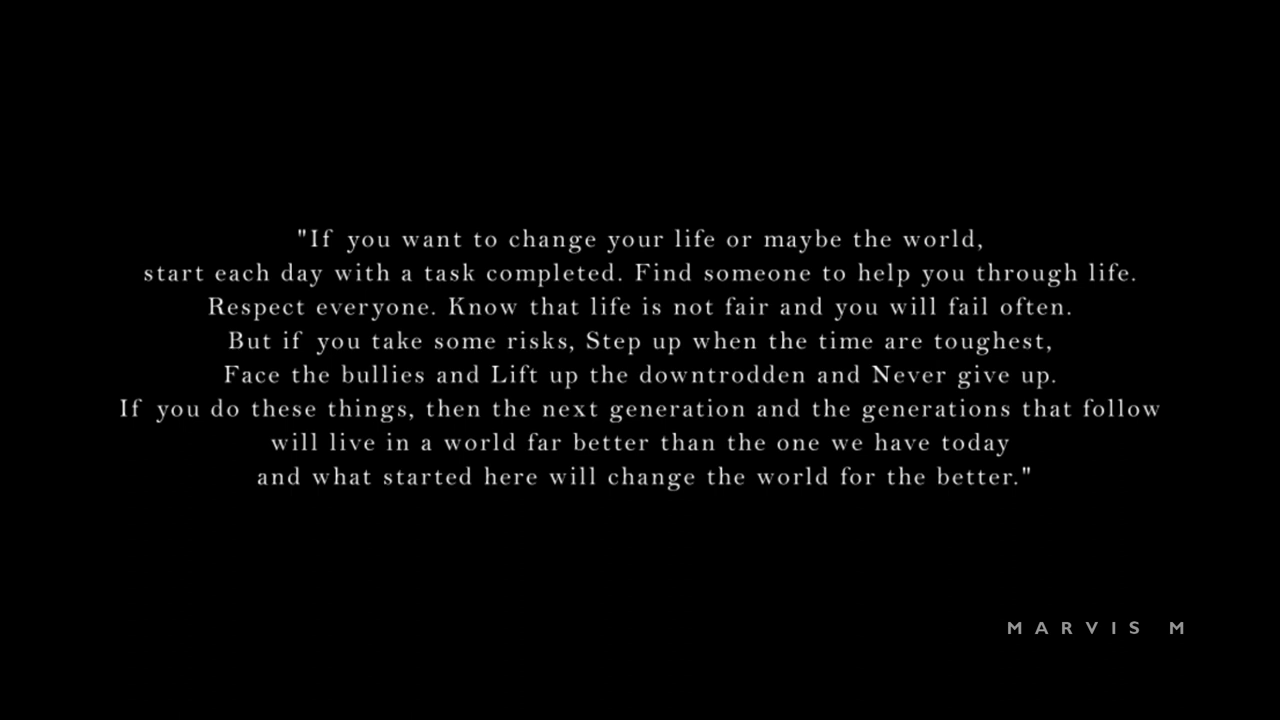 "If you want to change your life or maybe the world,
start each day with a task completed. Find someone to help you through life.
Respect everyone. Know that life is not fair and you will fail often.
But if you take some risks, Step up when the time are toughest,
Face the bullies and Lift up the downtrodden and Never give up.
If you do these things, then the next generation and the generations that follow
will live in a world far better than the one we have today
and what started here will change the world for the better."
MARVIS M